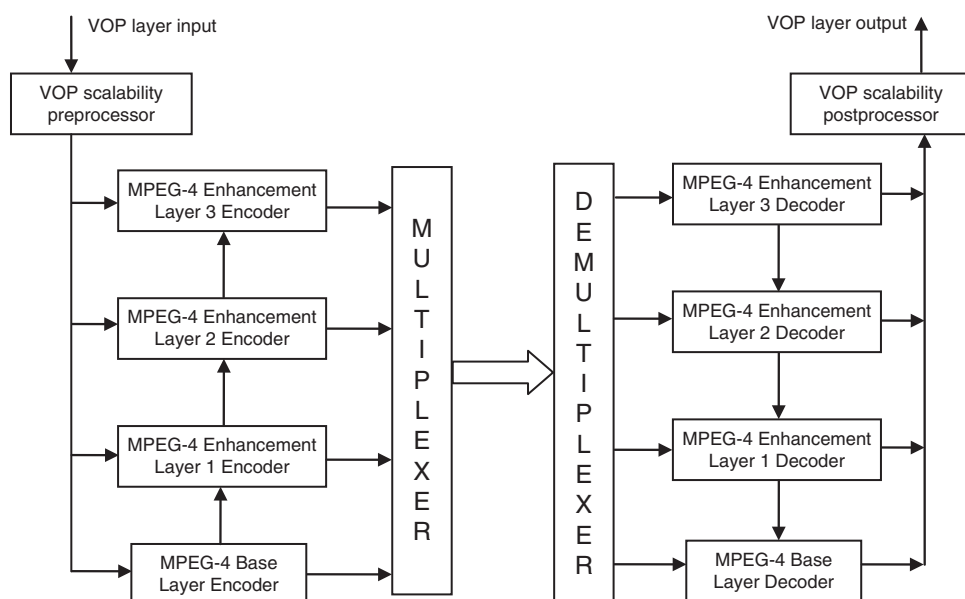 VOP layer input
VOP scalability
preprocessor
MPEG-4 Enhancement
Layer 3 Encoder
MPEG-4 Enhancement
Layer 2 Encoder
MPEG-4 Enhancement
Layer 1 Encoder
MPEG-4 Base
Layer Encoder
MULTIPLEXER
DEMULTIPLEXER
VOP layer output
VOP scalability
postprocessor
MPEG-4 Enhancement
Layer 3 Decoder
MPEG-4 Enhancement
Layer 2 Decoder
MPEG-4 Enhancement
Layer 1 Decoder
MPEG-4 Base
Layer Decoder